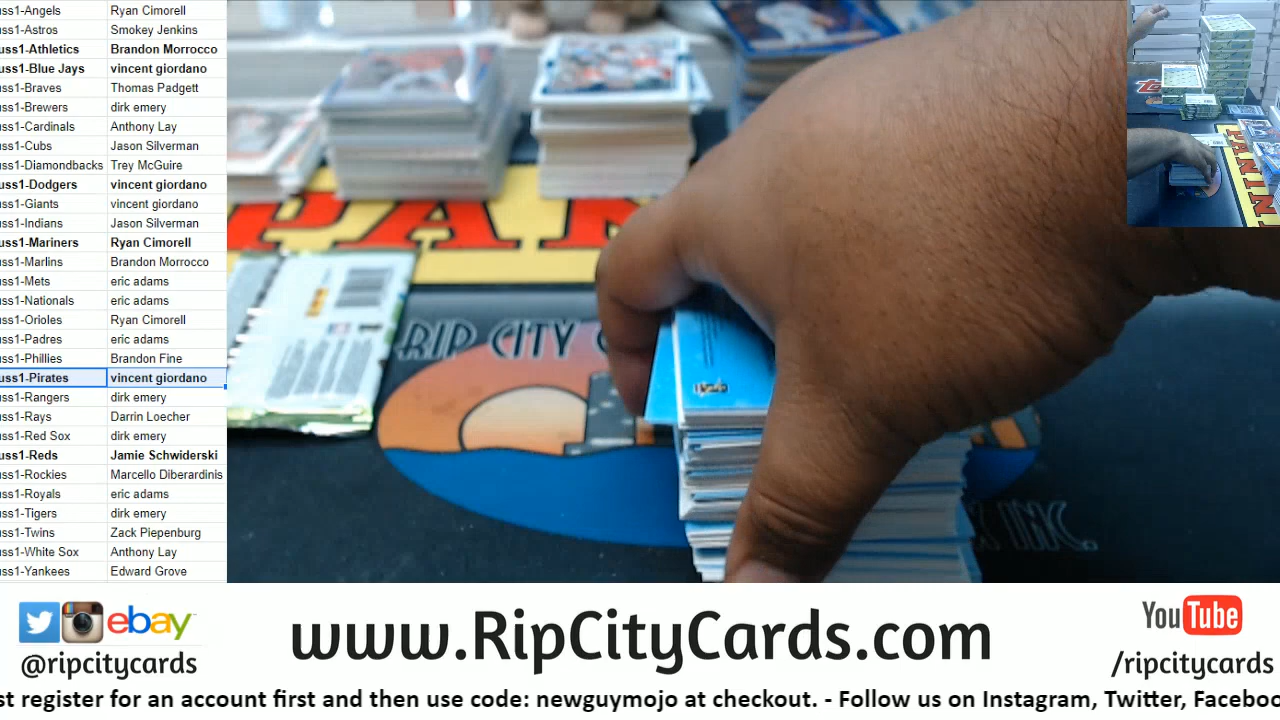 uss1-Angels Ryan Cimorell
uss1-Astros Smokey Jenkins
uss1-Athletics Brandon Morrocco
uss1-Blue Jays vincent giordano
uss1-Braves Thomas Padgett
uss1-Brewers dirk emery
uss1-Cardinals Anthony Lay
uss1-Cubs Jason Silverman
uss1-Diamondbacks Trey McGuire
uss1-Dodgers vincent giordano
uss1-Giants vincent giordano
uss1-Indians Jason Silverman
uss1-Mariners Ryan Cimorell
uss1-Marlins Brandon Morrocco
uss1-Mets eric adams
uss1-Nationals eric adams
uss1-Orioles Ryan Cimorell
uss1-Padres eric adams
uss1-Phillies Brandon Fine
uss1-Pirates vincent giordano
uss1-Rangers dirk emery
uss1-Rays Darrin Loecher
uss1-Red Sox dirk emery
uss1-Reds Jamie Schwiderski
uss1-Rockies Marcello Diberardinis
uss1-Royals eric adams
uss1-Tigers dirk emery
uss1-Twins Zack Piepenburg
uss1-White Sox Anthony Lay
uss1-Yankees Edward Grove
PANINI
PANI
RIP CITY
INC.
ebay
@ripcitycards
www.RipCityCards.com
YouTube
/ripcitycards
st register for an account first and then use code: newguymojo at checkout. - Follow us on Instagram, Twitter, Faceboo